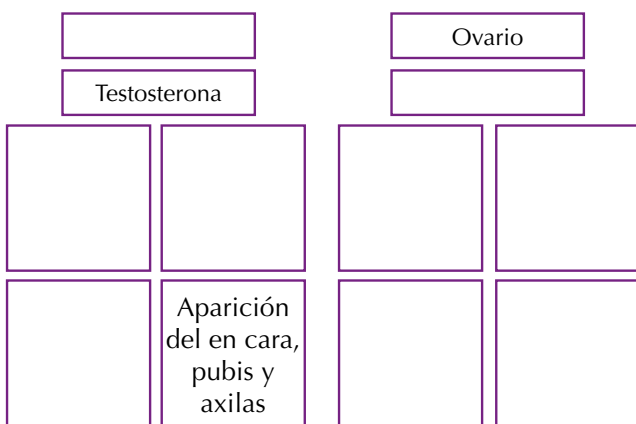 Ovario
Testosterona
Aparición
del en cara,
pubis y
axilas